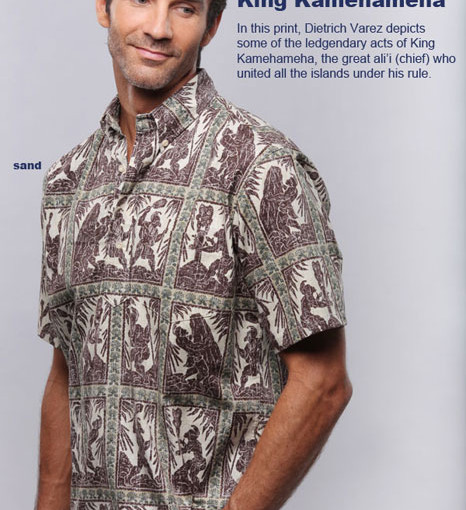 King Kamehameha
In this print, Dietrich Varez depicts
some of the ledgendary acts of King
Kamehameha, the great ali'i (chief) who
united all the islands under his rule.
sand